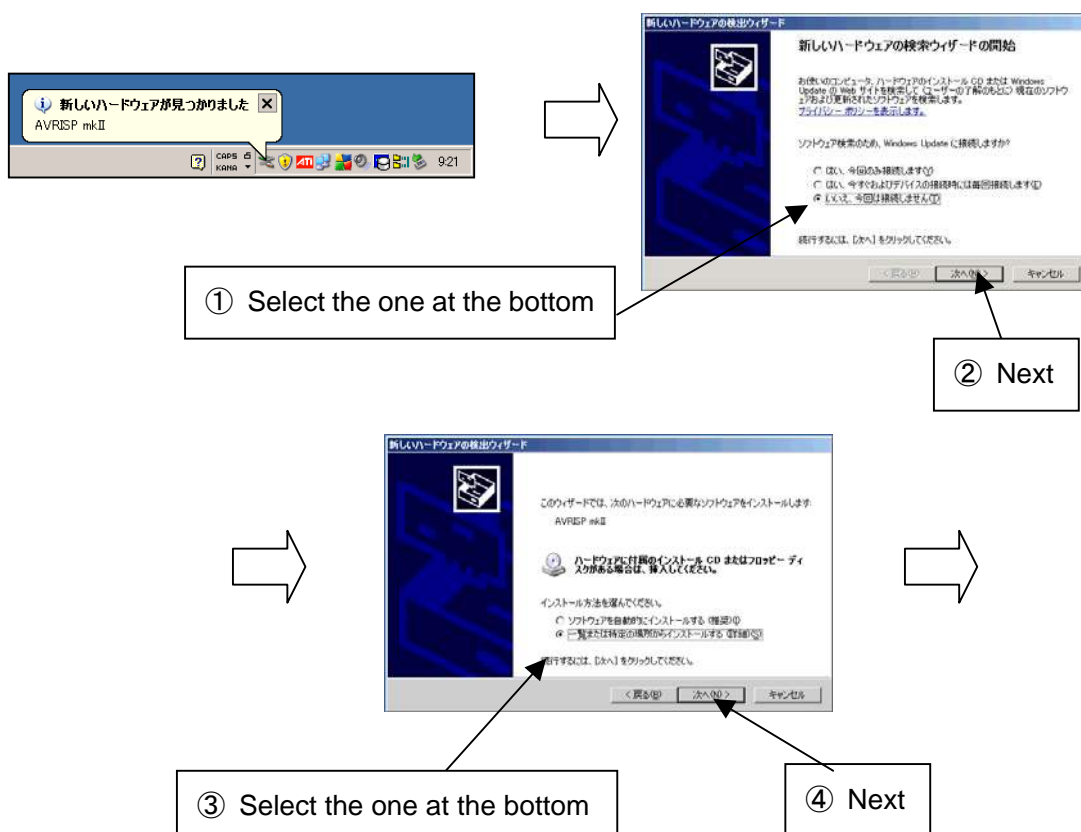 新しいハードウェアが見つかりました
AVRISP mkII
CAPS
KANA
ATI
9:21
新しいハードウェアの検出ウィザード
新しいハードウェアの検索ウィザードの開始
お使いのコンピュータ、ハードウェアのインストール CD または Windows
Update の Web サイトを検索して (ユーザーの了解のもとに) 現在のソフトウ
ェアおよび更新されたソフトウェアを検索します。
プライバシー ポリシーを表示します。
ソフトウェア検索のため、Windows Update に接続しますか?
はい、今回のみ接続します(Y)
はい、今すぐおよびデバイスの接続時には毎回接続します(E)
いいえ、今回は接続しません(T)
続行するには、[次へ] をクリックしてください。
< 戻る(B)
次へ(N) >
キャンセル
① Select the one at the bottom
② Next
新しいハードウェアの検出ウィザード
このウィザードでは、次のハードウェアに必要なソフトウェアをインストールします:
AVRISP mkII
ハードウェアに付属のインストール CD またはフロッピー ディ
スクがある場合は、挿入してください。
インストール方法を選んでください。
ソフトウェアを自動的にインストールする (推奨)(I)
一覧または特定の場所からインストールする (詳細)(S)
続行するには、[次へ] をクリックしてください。
< 戻る(B)
次へ(N) >
キャンセル
③ Select the one at the bottom
④ Next